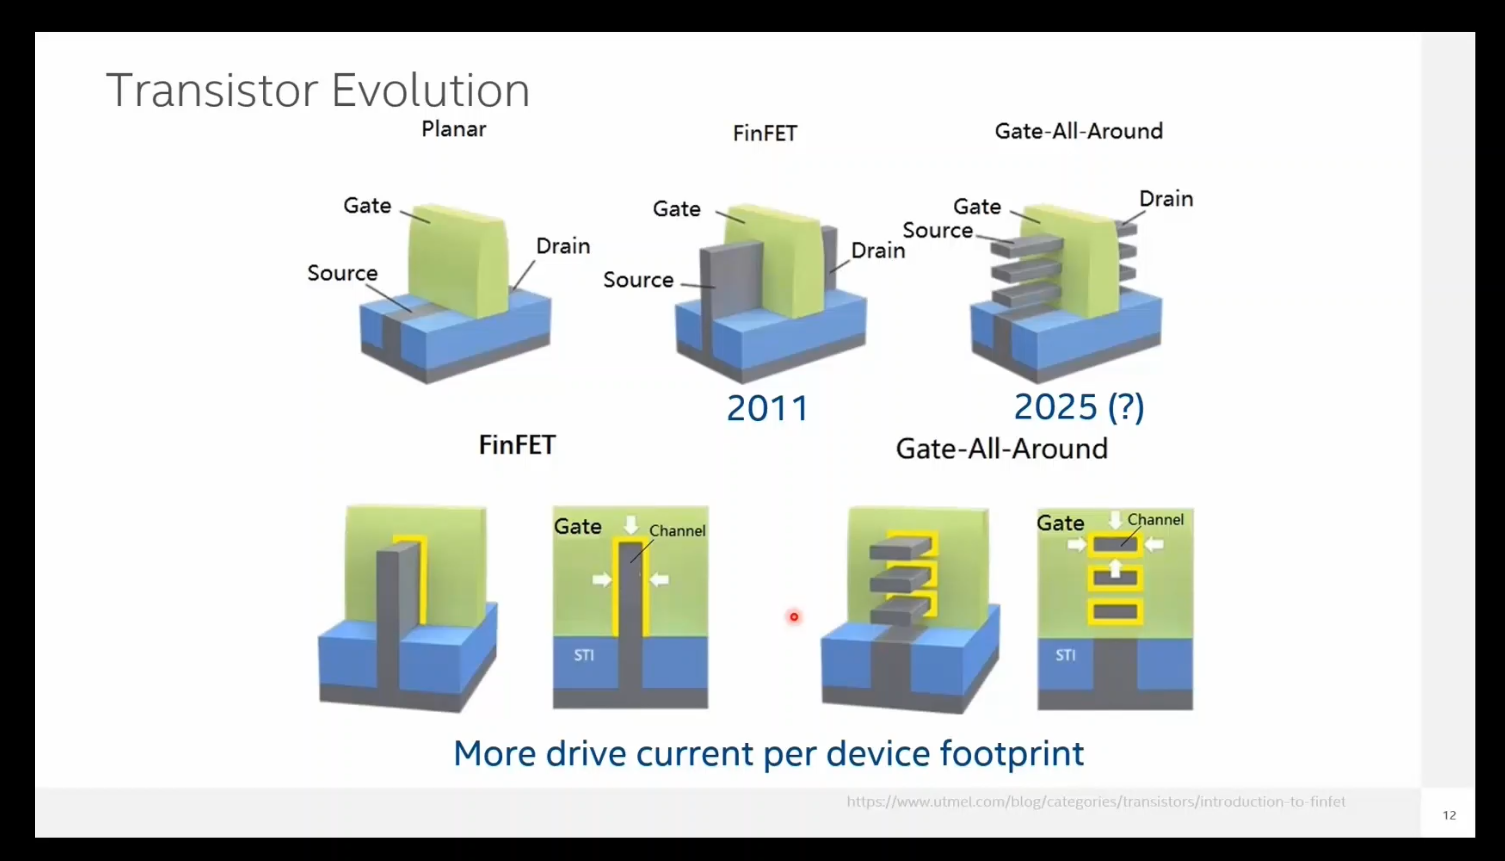 Transistor Evolution
Planar
FinFET
Gate-All-Around
Gate
Drain
Source
Gate
Drain
Source
Gate
Drain
Source
2011
2025 (?)
FinFET
Gate-All-Around
Gate
Channel
STI
Gate
Channel
STI
More drive current per device footprint
https://www.utmel.com/blog/categories/transistors/introduction-to-finfet
12